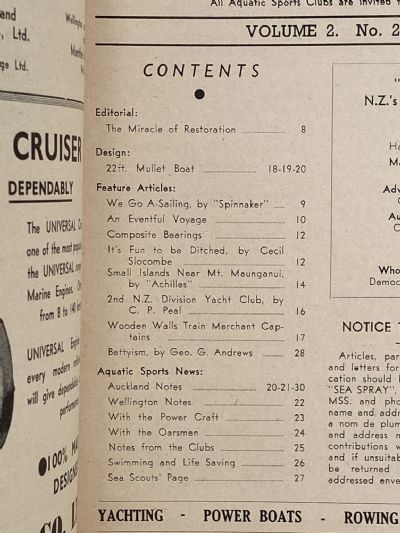 All Aquatic Sports Clubs are invited
VOLUME 2. No. 2
CONTENTS
Editorial:
The Miracle of Restoration 8
Design:
22ft. Mullet Boat 18-19-20
Feature Articles:
We Go A-Sailing, by "Spinnaker" 9
An Eventful Voyage 10
Composite Bearings 12
It's Fun to be Ditched, by Cecil
Slocombe 12
Small Islands Near Mt. Maunganui,
by "Achilles" 14
2nd N.Z. Division Yacht Club, by
C. P. Peal 16
Wooden Walls Train Merchant Cap-
tains 17
Bettyism, by Geo. G. Andrews 28
Aquatic Sports News:
Auckland Notes 20-21-30
Wellington Notes 22
With the Power Craft 23
With the Oarsmen 24
Notes from the Clubs 25
Swimming and Life Saving 26
Sea Scouts' Page 27
YACHTING - POWER BOATS - ROWING
N.Z.'s
NOTICE
Articles,
and letters for
cation should
"SEA SPRAY",
MSS. and
name and
a nom de plum
and address
contributions
and if unsuitab
be returned
addressed enve
Ltd.
CRUISER
DEPENDABLY
The UNIVERSAL
one of the most
the UNIVERSAL
Marine Engines.
from 8 to 140
UNIVERSAL
every modern
will give
100%